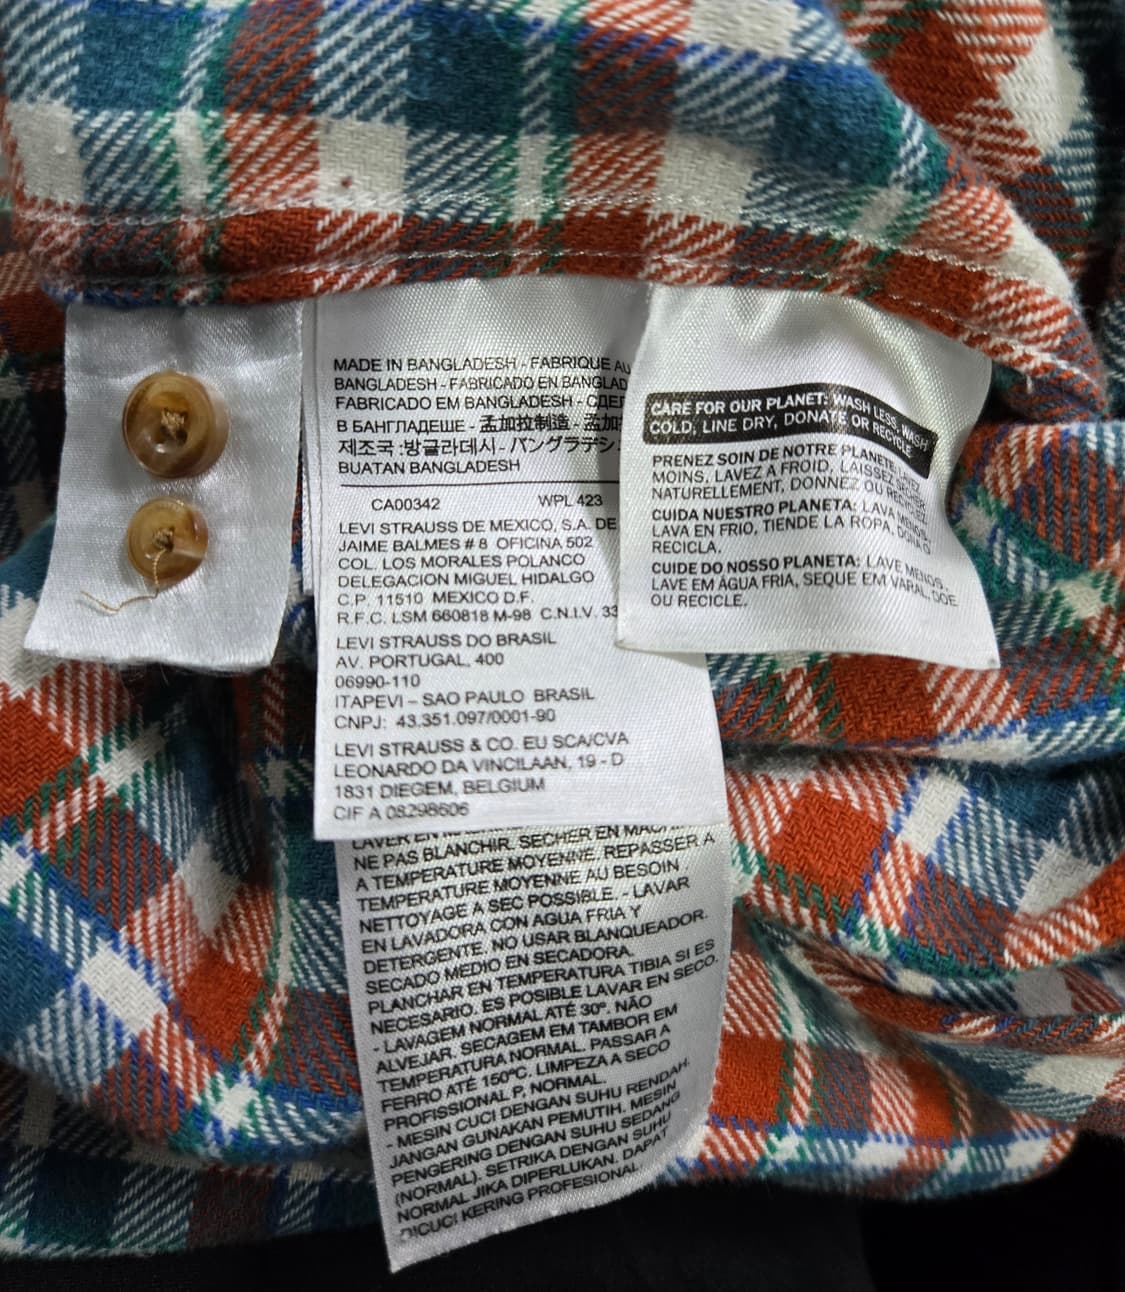 MADE IN BANGLADESH - FABRIQUE AU
BANGLADESH - FABRICADO EN BANGLAD
FABRICADO EM BANGLADESH - СДЕЛ
В БАНГЛАДЕШЕ - 孟加拉制造 - 孟加
제조국 :방글라데시 - バングラデシ
BUATAN BANGLADESH
CA00342 WPL 423
LEVI STRAUSS DE MEXICO, S.A. DE
JAIME BALMES # 8 OFICINA 502
COL. LOS MORALES POLANCO
DELEGACION MIGUEL HIDALGO
C.P. 11510 MEXICO D.F.
R.F.C. LSM 660818 M-98 C.N.I.V. 33
LEVI STRAUSS DO BRASIL
AV. PORTUGAL, 400
06990-110
ITAPEVI – SAO PAULO BRASIL
CNPJ: 43.351.097/0001-90
LEVI STRAUSS & CO. EU SCA/CVA
LEONARDO DA VINCILAAN, 19 - D
1831 DIEGEM, BELGIUM
CIF A 08298606
CARE FOR OUR PLANET: WASH LESS, WASH
COLD, LINE DRY, DONATE OR RECYCLE.
PRENEZ SOIN DE NOTRE PLANETE: LAVEZ
MOINS, LAVEZ A FROID, LAISSEZ SECHER
NATURELLEMENT, DONNEZ OU RECYCLEZ.
CUIDA NUESTRO PLANETA: LAVA MENOS,
LAVA EN FRIO, TIENDE LA ROPA, DONA O
RECICLA.
CUIDE DO NOSSO PLANETA: LAVE MENOS,
LAVE EM ÁGUA FRIA, SEQUE EM VARAL, DOE
OU RECICLE.
LAVER EN
NE PAS BLANCHIR. SECHER EN MACH
A TEMPERATURE MOYENNE. REPASSER A
TEMPERATURE MOYENNE AU BESOIN
NETTOYAGE A SEC POSSIBLE. - LAVAR
EN LAVADORA CON AGUA FRIA Y
DETERGENTE. NO USAR BLANQUEADOR.
SECADO MEDIO EN SECADORA.
PLANCHAR EN TEMPERATURA TIBIA SI ES
NECESARIO. ES POSIBLE LAVAR EN SECO.
- LAVAGEM NORMAL ATÉ 30º. NÃO
ALVEJAR. SECAGEM EM TAMBOR EM
TEMPERATURA NORMAL. PASSAR A
FERRO ATÉ 150ºC. LIMPEZA A SECO
PROFISSIONAL P, NORMAL.
- MESIN CUCI DENGAN SUHU RENDAH.
JANGAN GUNAKAN PEMUTIH. MESIN
PENGERING DENGAN SUHU SEDANG
(NORMAL). SETRIKA DENGAN SUHU
NORMAL JIKA DIPERLUKAN. DAPAT
DICUCI KERING PROFESIONAL.